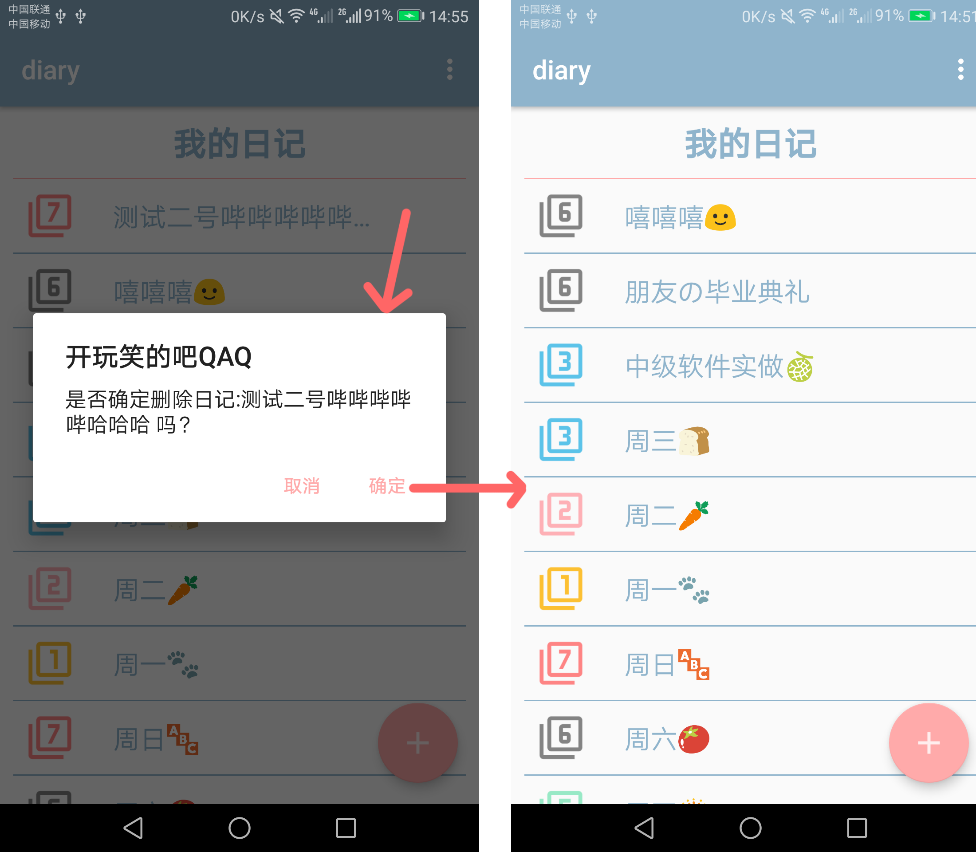 中国联通
中国移动
0K/s 4G 2G 91% 14:55
diary
我的日记
7 测试二号哔哔哔哔哔...
6 嘻嘻嘻🙂
开玩笑的吧QAQ
是否确定删除日记:测试二号哔哔哔哔
哔哈哈哈 吗?
取消 确定
2 周二🥕
1 周一🐾
7 周日🔤
+
中国联通
中国移动
0K/s 4G 2G 91% 14:51
diary
我的日记
6 嘻嘻嘻🙂
6 朋友の毕业典礼
3 中级软件实做🍈
3 周三🍞
2 周二🥕
1 周一🐾
7 周日🔤
6 周六🍅
+